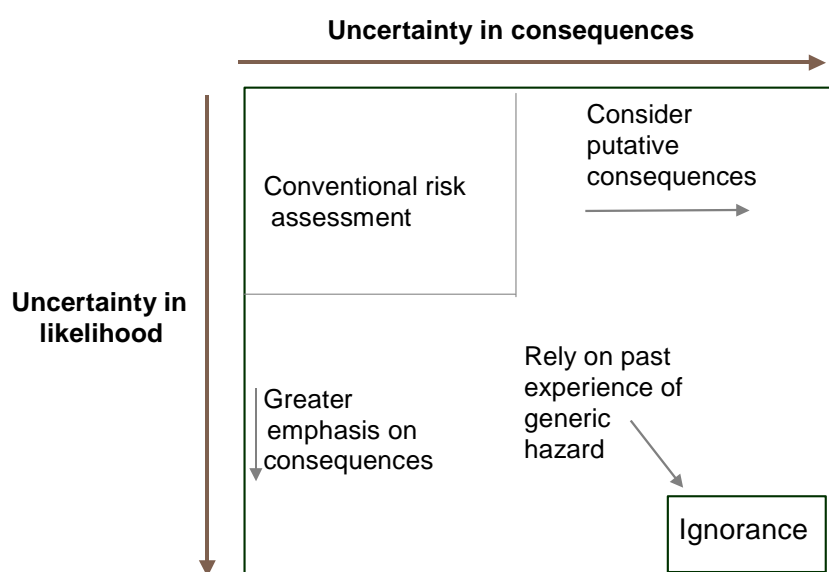 Uncertainty in consequences
Consider
putative
consequences
Conventional risk
assessment
Uncertainty in
likelihood
Rely on past
experience of
generic
hazard
Greater
emphasis on
consequences
Ignorance